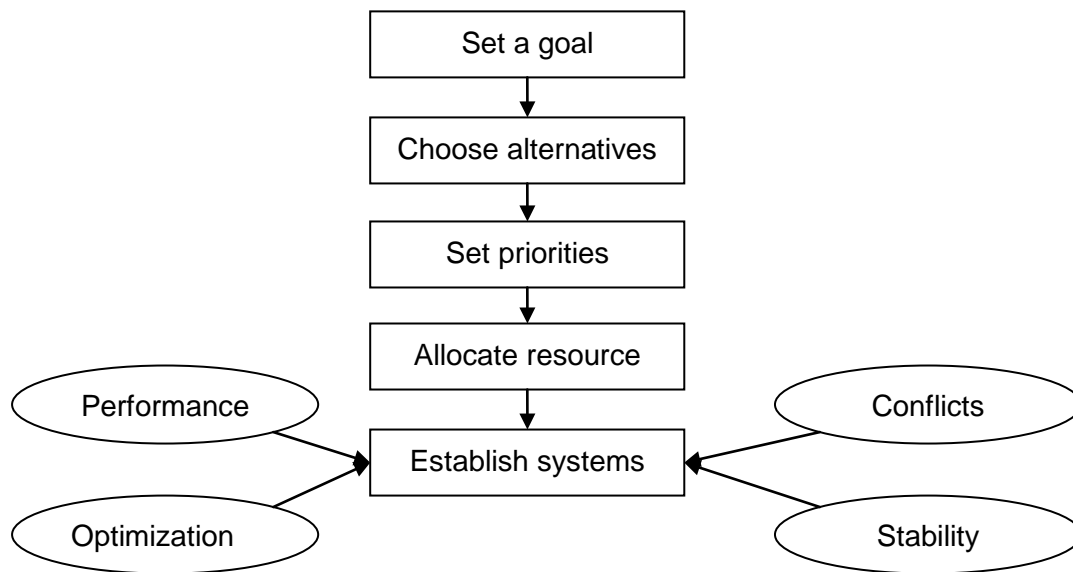 Set a goal
Choose alternatives
Set priorities
Allocate resource
Performance
Conflicts
Establish systems
Optimization
Stability